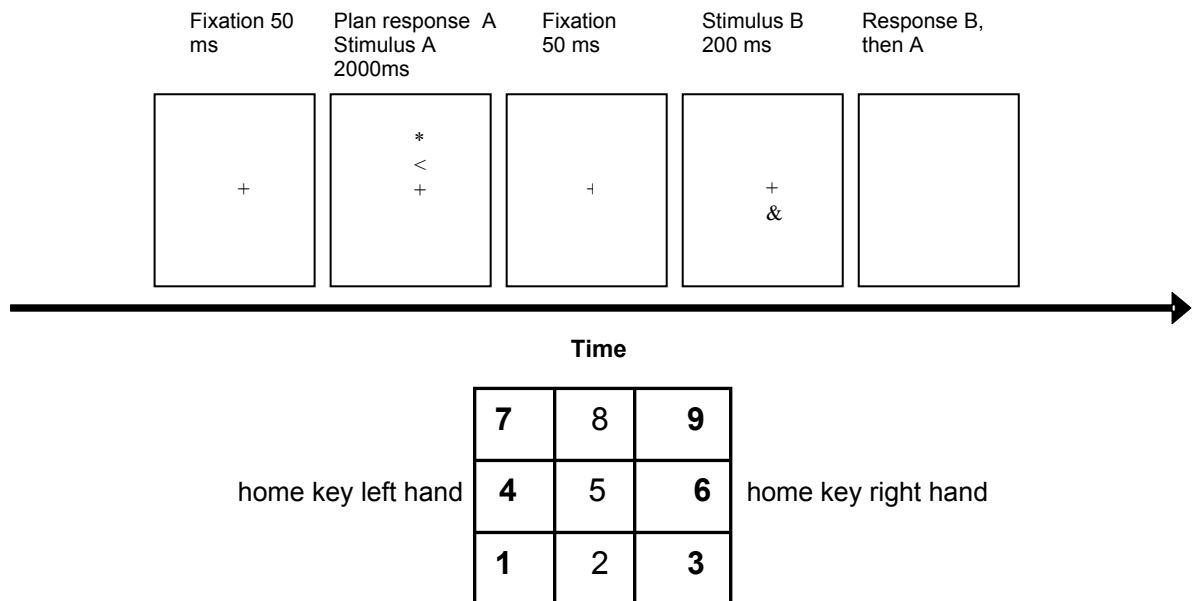 Fixation 50
ms
Plan response A
Stimulus A
2000ms
Fixation
50 ms
Stimulus B
200 ms
Response B,
then A
+
*
<
+
+
+
&
Time
7 8 9
home key left hand 4 5 6 home key right hand
1 2 3